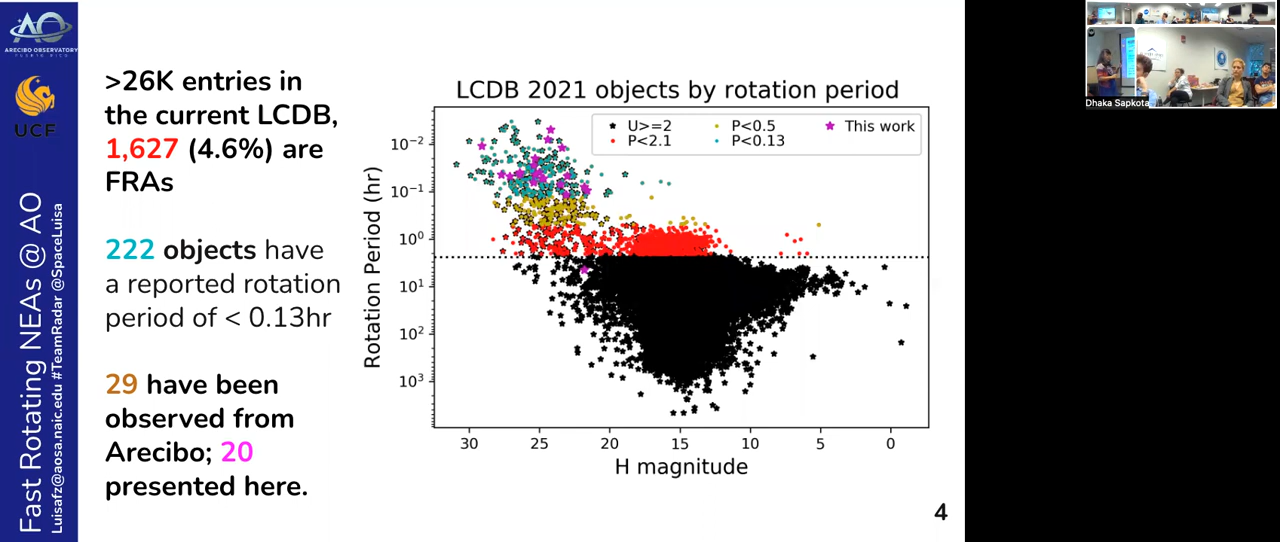 ARECIBO OBSERVATORY
PUERTO RICO
UCF
Fast Rotating NEAs @ AO
Luisafz@aosa.naic.edu #TeamRadar @SpaceLuisa
>26K entries in
the current LCDB,
1,627 (4.6%) are
FRAs
222 objects have
a reported rotation
period of < 0.13hr
29 have been
observed from
Arecibo; 20
presented here.
LCDB 2021 objects by rotation period
U>=2
P<2.1
P<0.5
P<0.13
This work
Rotation Period (hr)
10⁻²
10⁻¹
10⁰
10¹
10²
10³
30 25 20 15 10 5 0
H magnitude
4
Dhaka Sapkota